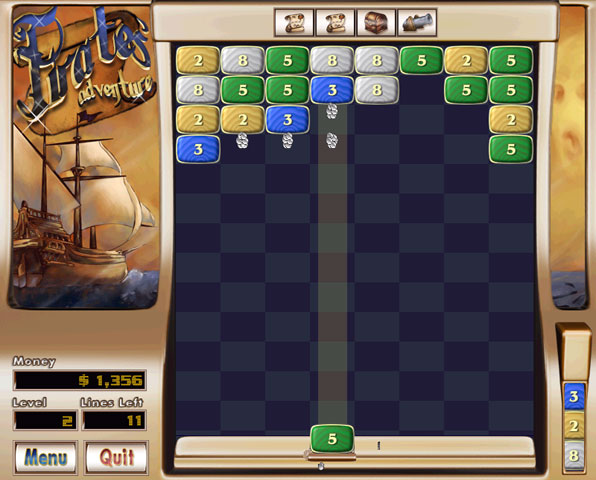 Pirates
adventure
2 8 5 8 8 5 2 5
8 5 5 3 8 5 5
2 2 3 2
3 5
Money
$ 1,356
Level Lines Left
2 11
Menu Quit
5
3
2
8